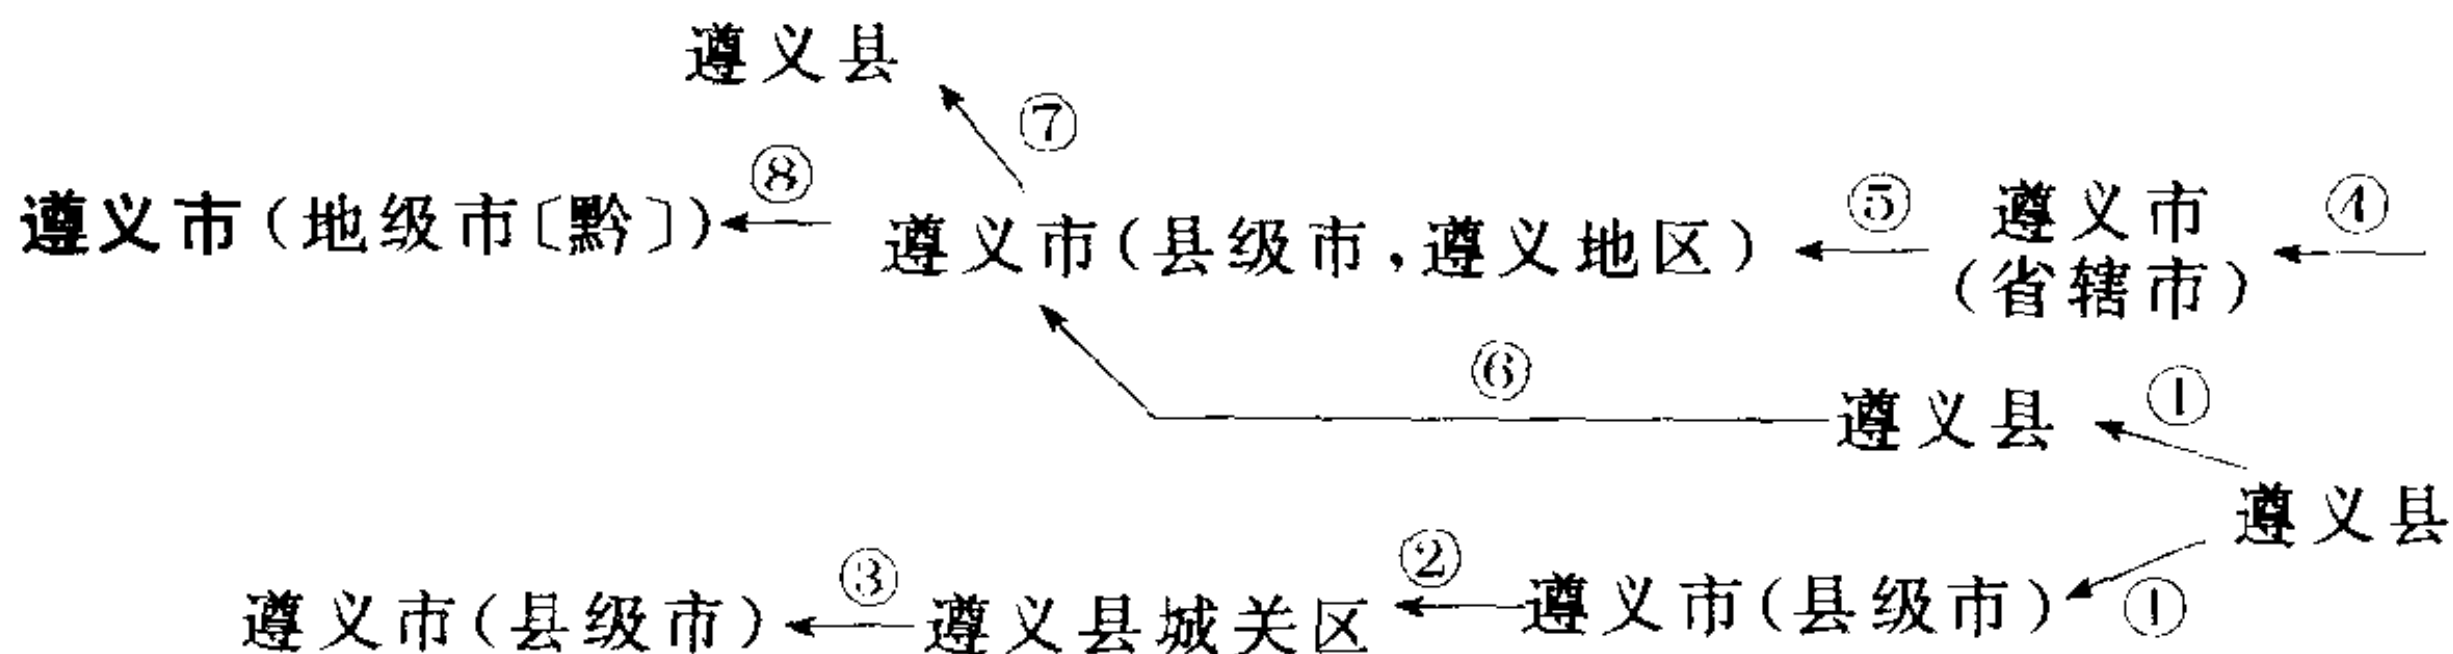 遵义县
⑦
⑧
遵义市(地级市〔黔〕)
遵义市(县级市,遵义地区)
⑤
遵义市
(省辖市)
④
⑥
遵义县
①
遵义县
遵义市(县级市)
③
遵义县城关区
②
遵义市(县级市)
①